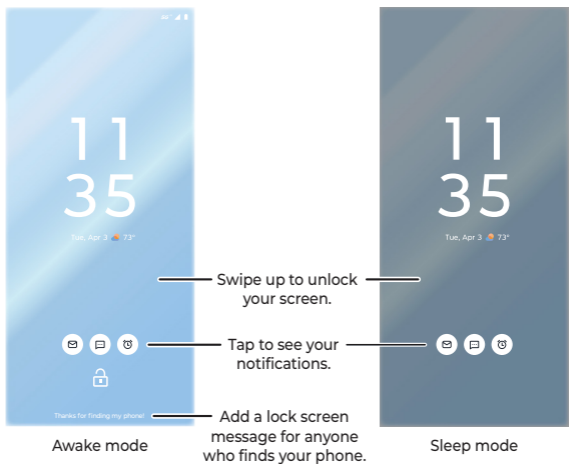 4G
11
35
Tue, Apr 3 73°
11
35
Tue, Apr 3 73°
Swipe up to unlock
your screen.
Tap to see your
notifications.
Thanks for finding my phone!
Add a lock screen
message for anyone
who finds your phone.
Awake mode
Sleep mode